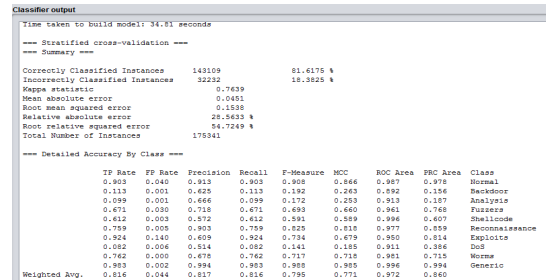 Classifier output
Time taken to build model: 34.81 seconds
=== Stratified cross-validation ===
=== Summary ===
Correctly Classified Instances 143109 81.6175 %
Incorrectly Classified Instances 32232 18.3825 %
Kappa statistic 0.7639
Mean absolute error 0.0451
Root mean squared error 0.1538
Relative absolute error 28.5633 %
Root relative squared error 54.7249 %
Total Number of Instances 175341
=== Detailed Accuracy By Class ===
TP Rate FP Rate Precision Recall F-Measure MCC ROC Area PRC Area Class
0.903 0.040 0.913 0.903 0.908 0.866 0.987 0.978 Normal
0.113 0.001 0.625 0.113 0.192 0.263 0.892 0.156 Backdoor
0.099 0.001 0.666 0.099 0.172 0.253 0.913 0.187 Analysis
0.671 0.030 0.718 0.671 0.693 0.660 0.961 0.768 Fuzzers
0.612 0.003 0.572 0.612 0.591 0.589 0.996 0.607 Shellcode
0.759 0.005 0.903 0.759 0.825 0.818 0.977 0.859 Reconnaissance
0.924 0.140 0.609 0.924 0.734 0.679 0.950 0.814 Exploits
0.082 0.006 0.514 0.082 0.141 0.185 0.911 0.386 DoS
0.762 0.000 0.678 0.762 0.717 0.718 0.981 0.715 Worms
0.983 0.002 0.994 0.983 0.988 0.985 0.996 0.994 Generic
Weighted Avg. 0.816 0.044 0.817 0.816 0.795 0.771 0.972 0.860